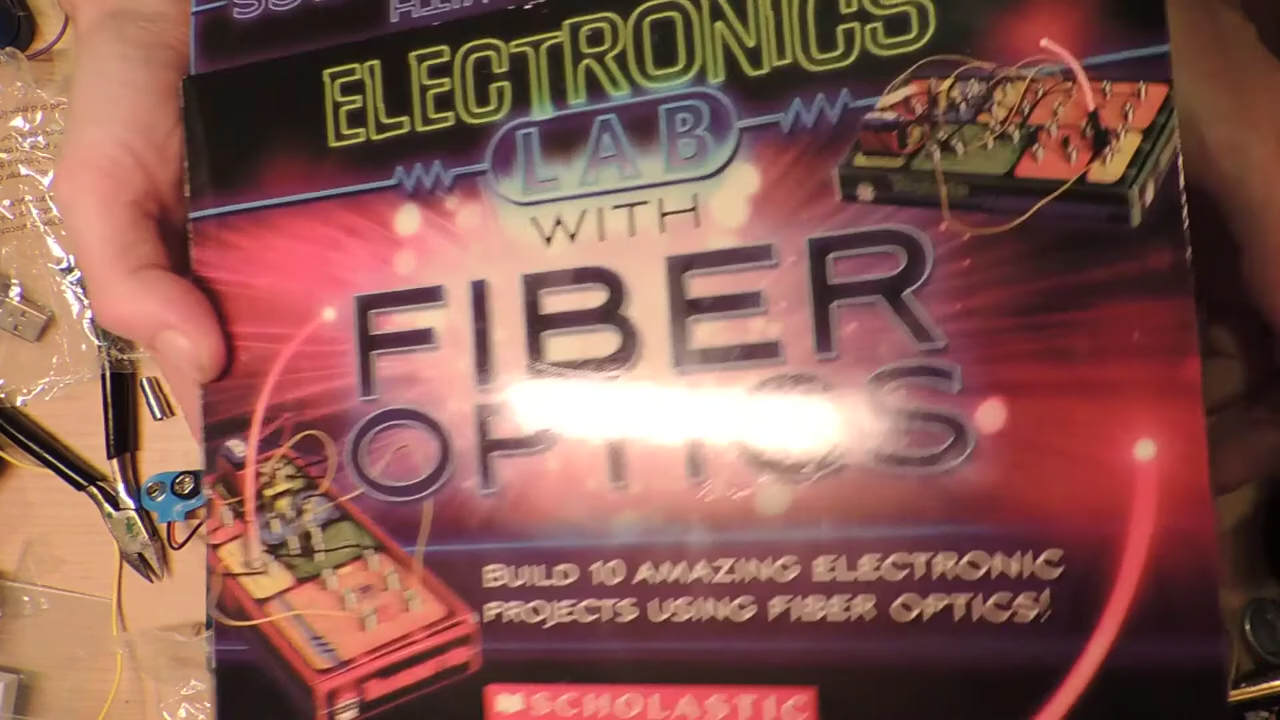 ELECTRONICS
LAB
WITH
FIBER
OPTICS
BUILD 10 AMAZING ELECTRONIC
PROJECTS USING FIBER OPTICS!
SCHOLASTIC